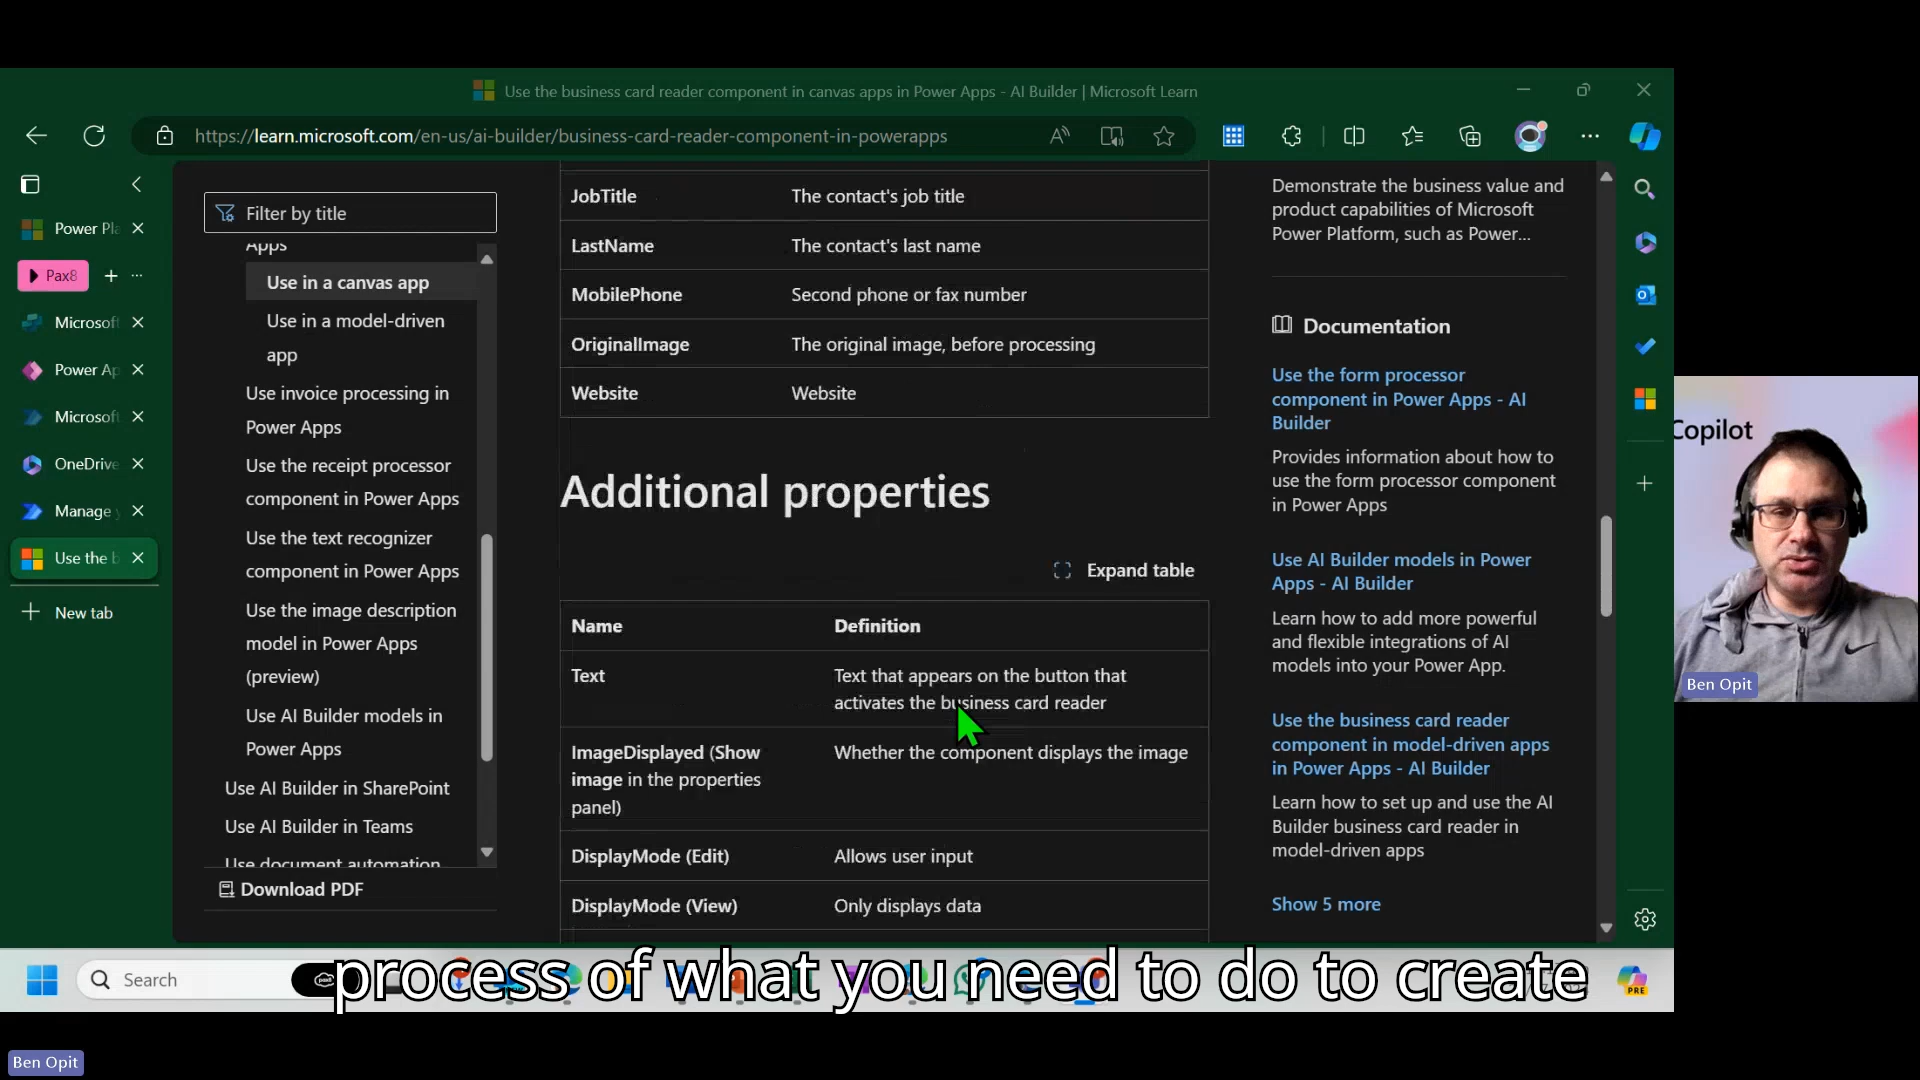 Use the business card reader component in canvas apps in Power Apps - AI Builder | Microsoft Learn
https://learn.microsoft.com/en-us/ai-builder/business-card-reader-component-in-powerapps
Power Pla
Pax8
Microsoft
Power Ap
Microsoft
OneDrive
Manage
Use the b
New tab
Filter by title
Apps
Use in a canvas app
Use in a model-driven
app
Use invoice processing in
Power Apps
Use the receipt processor
component in Power Apps
Use the text recognizer
component in Power Apps
Use the image description
model in Power Apps
(preview)
Use AI Builder models in
Power Apps
Use AI Builder in SharePoint
Use AI Builder in Teams
Use document automation
Download PDF
JobTitle The contact's job title
LastName The contact's last name
MobilePhone Second phone or fax number
OriginalImage The original image, before processing
Website Website
Additional properties
Expand table
Name Definition
Text Text that appears on the button that
activates the business card reader
ImageDisplayed (Show Whether the component displays the image
image in the properties
panel)
DisplayMode (Edit) Allows user input
DisplayMode (View) Only displays data
Demonstrate the business value and
product capabilities of Microsoft
Power Platform, such as Power...
Documentation
Use the form processor
component in Power Apps - AI
Builder
Provides information about how to
use the form processor component
in Power Apps
Use AI Builder models in Power
Apps - AI Builder
Learn how to add more powerful
and flexible integrations of AI
models into your Power App.
Use the business card reader
component in model-driven apps
in Power Apps - AI Builder
Learn how to set up and use the AI
Builder business card reader in
model-driven apps
Show 5 more
Copilot
Ben Opit
Search
process of what you need to do to create
PRE
Ben Opit